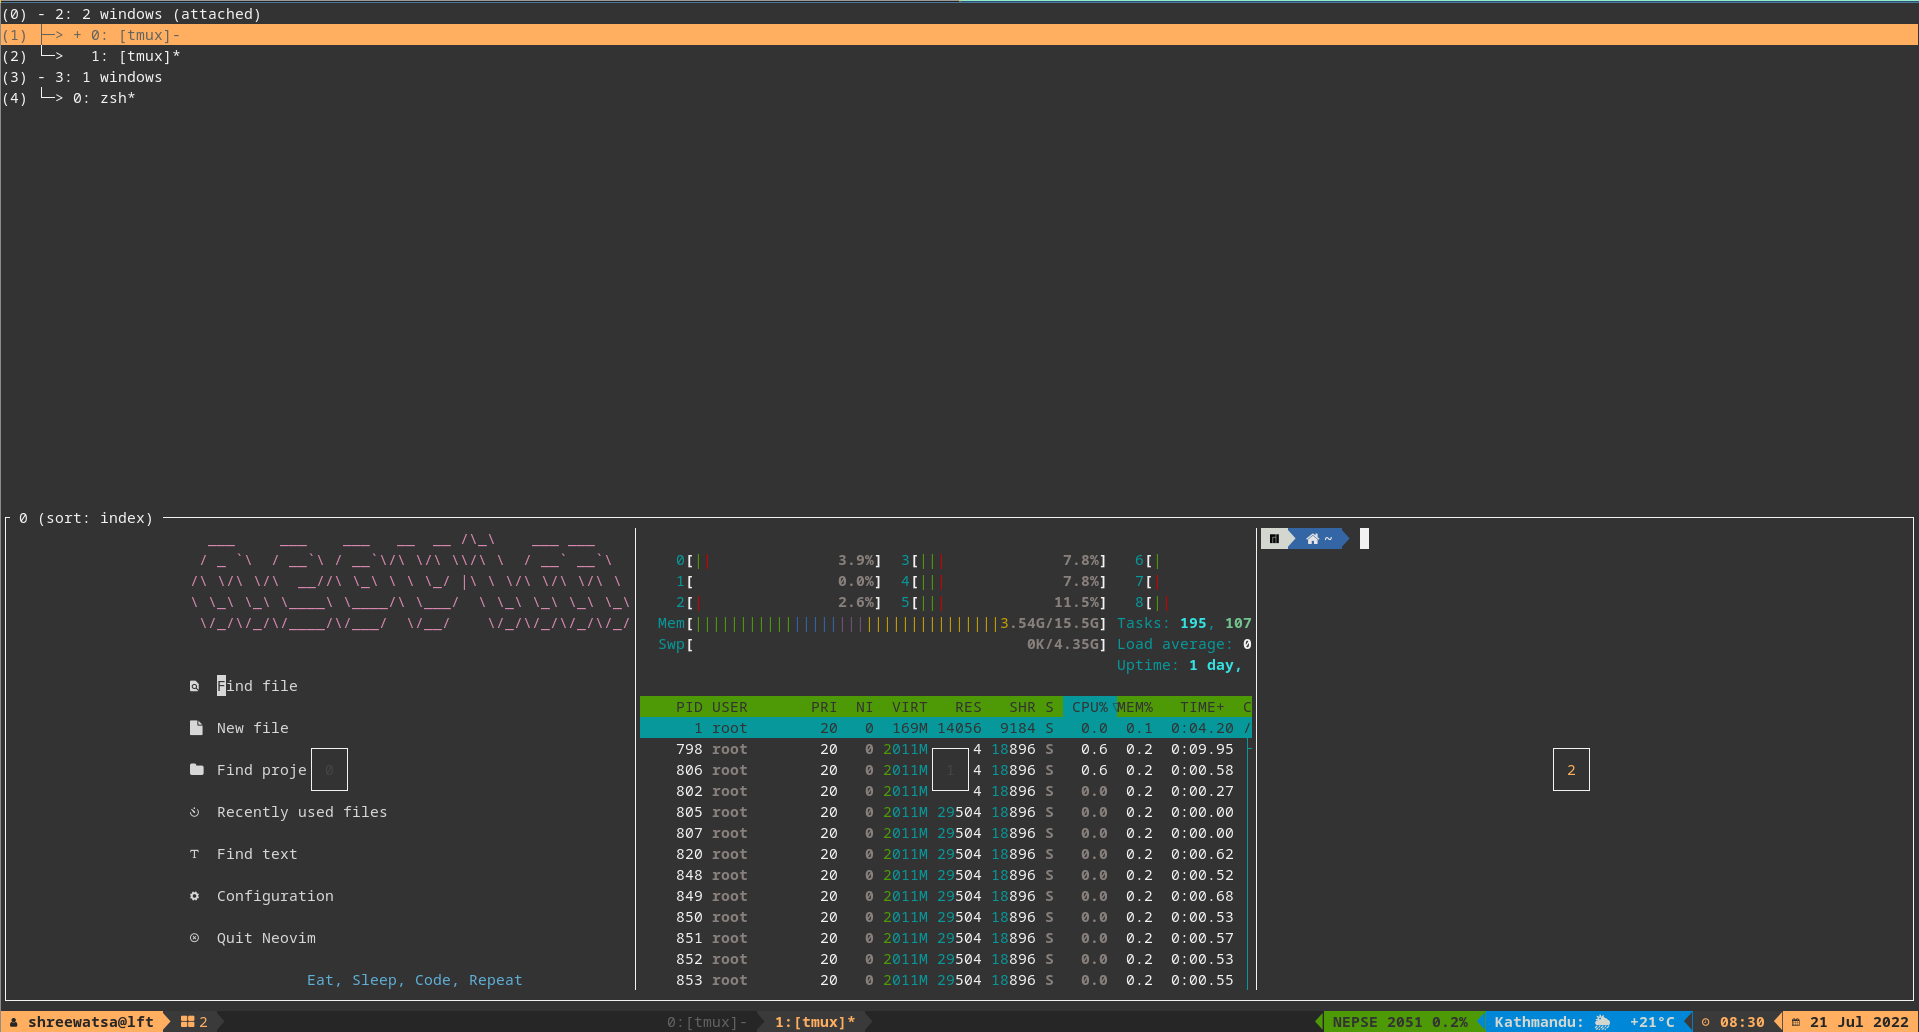 (0) - 2: 2 windows (attached)
(1) ├─> + 0: [tmux]-
(2) └─>   1: [tmux]*
(3) - 3: 1 windows
(4) └─> 0: zsh*
0 (sort: index)
Find file
New file
Find proje
0
Recently used files
Find text
Configuration
Quit Neovim
Eat, Sleep, Code, Repeat
0[|| 3.9%] 3[||| 7.8%] 6[|
1[ 0.0%] 4[||| 7.8%] 7[
2[| 2.6%] 5[||| 11.5%] 8[||
Mem[||||||||||||||||||||||||||||||||||3.54G/15.5G] Tasks: 195, 107
Swp[ 0K/4.35G] Load average: 0
Uptime: 1 day,
PID USER PRI NI VIRT RES SHR S CPU%▽MEM% TIME+ C
1 root 20 0 169M 14056 9184 S 0.0 0.1 0:04.20 /
798 root 20 0 2011M 4 18896 S 0.6 0.2 0:09.95
806 root 20 0 2011M 1 4 18896 S 0.6 0.2 0:00.58
802 root 20 0 2011M 4 18896 S 0.0 0.2 0:00.27
805 root 20 0 2011M 29504 18896 S 0.0 0.2 0:00.00
807 root 20 0 2011M 29504 18896 S 0.0 0.2 0:00.00
820 root 20 0 2011M 29504 18896 S 0.0 0.2 0:00.62
848 root 20 0 2011M 29504 18896 S 0.0 0.2 0:00.52
849 root 20 0 2011M 29504 18896 S 0.0 0.2 0:00.68
850 root 20 0 2011M 29504 18896 S 0.0 0.2 0:00.53
851 root 20 0 2011M 29504 18896 S 0.0 0.2 0:00.57
852 root 20 0 2011M 29504 18896 S 0.0 0.2 0:00.53
853 root 20 0 2011M 29504 18896 S 0.0 0.2 0:00.55
~
2
shreewatsa@lft 2 0:[tmux]- 1:[tmux]* NEPSE 2051 0.2% Kathmandu: +21°C 08:30 21 Jul 2022